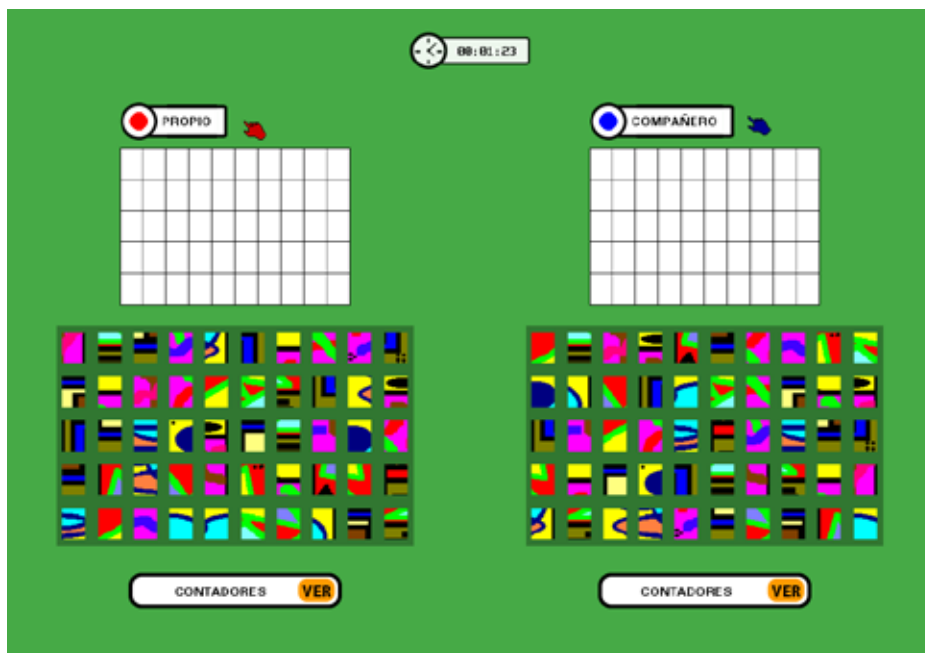 00:01:23
PROPIO
COMPAÑERO
CONTADORES VER
CONTADORES VER